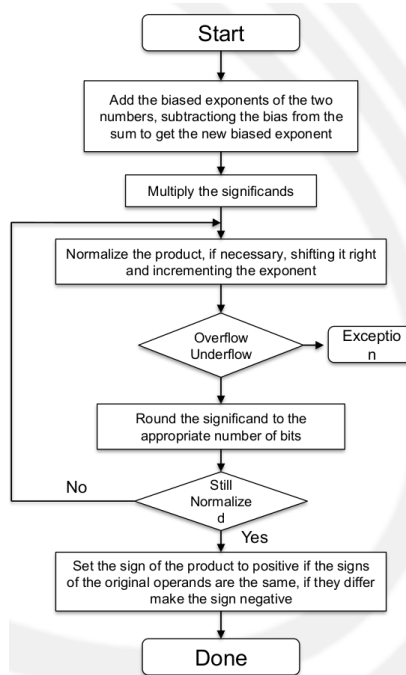 Start
Add the biased exponents of the two
numbers, subtractiong the bias from the
sum to get the new biased exponent
Multiply the significands
Normalize the product, if necessary, shifting it right
and incrementing the exponent
Overflow
Underflow
Exceptio
n
Round the significand to the
appropriate number of bits
No
Still
Normalize
d
Yes
Set the sign of the product to positive if the signs
of the original operands are the same, if they differ
make the sign negative
Done